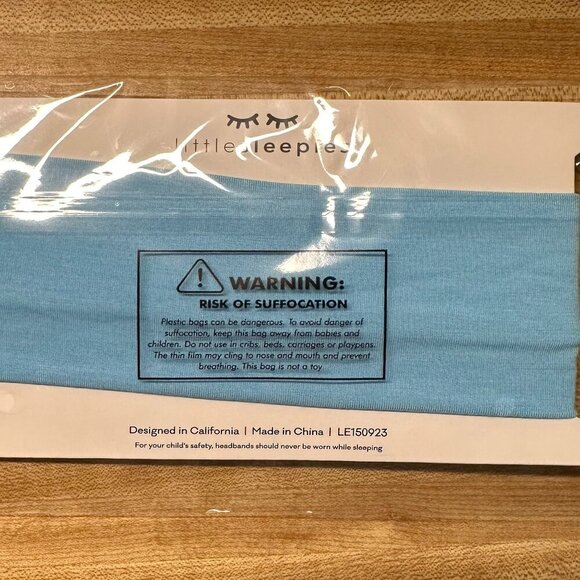 little sleepies
WARNING:
RISK OF SUFFOCATION
Plastic bags can be dangerous. To avoid danger of
suffocation, keep this bag away from babies and
children. Do not use in cribs, beds, carriages or playpens.
The thin film may cling to nose and mouth and prevent
breathing. This bag is not a toy
Designed in California | Made in China | LE150923
For your child's safety, headbands should never be worn while sleeping